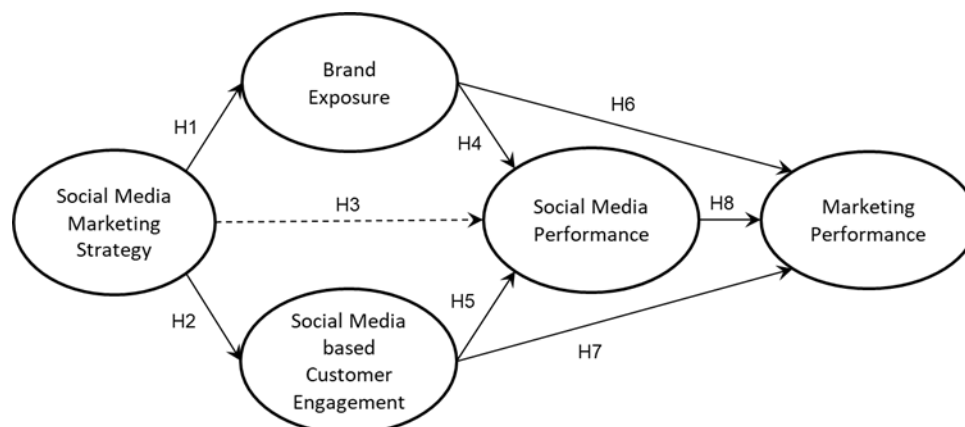 Brand
Exposure
H6
H1
H4
Social Media
Marketing
Strategy
H3
Social Media
Performance
H8
Marketing
Performance
H2
H5
Social Media
based
Customer
Engagement
H7